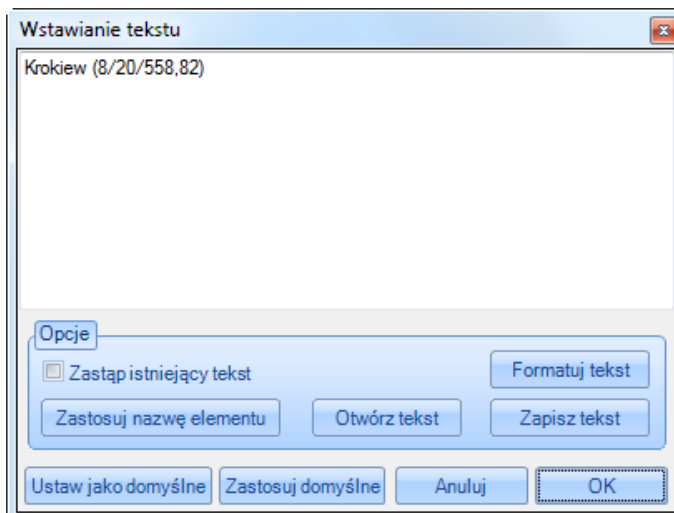 Wstawianie tekstu
Krokiew (8/20/558,82)
Opcje
Zastąp istniejący tekst
Formatuj tekst
Zastosuj nazwę elementu
Otwórz tekst
Zapisz tekst
Ustaw jako domyślne
Zastosuj domyślne
Anuluj
OK